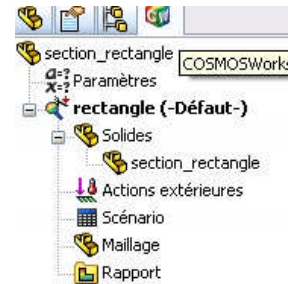 section_rectangle
COSMOSWorks
a=?
x=?
Paramètres
rectangle (-Défaut-)
Solides
section_rectangle
Actions extérieures
Scénario
Maillage
Rapport